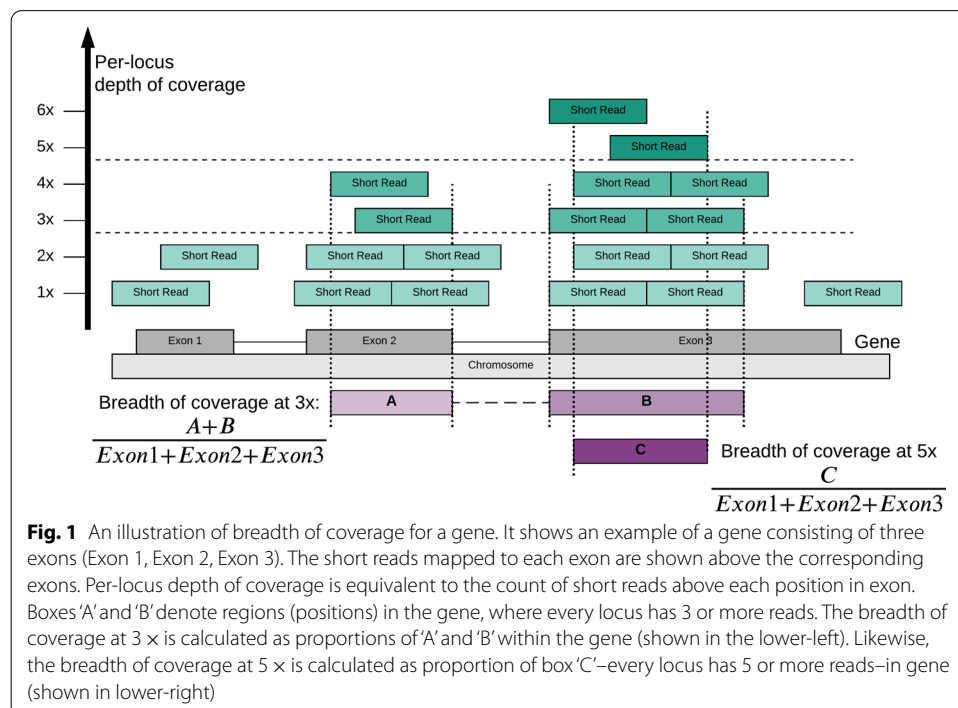 Per-locus
depth of coverage
6x
Short Read
5x
Short Read
4x
Short Read
Short Read
Short Read
3x
Short Read
Short Read
Short Read
2x
Short Read
Short Read
Short Read
Short Read
Short Read
1x
Short Read
Short Read
Short Read
Short Read
Short Read
Short Read
Exon 1
Exon 2
Exon 3
Gene
Chromosome
Breadth of coverage at 3x:
A
B
A+B
Exon1+Exon2+Exon3
C
Breadth of coverage at 5x
C
Exon1+Exon2+Exon3
Fig. 1 An illustration of breadth of coverage for a gene. It shows an example of a gene consisting of three
exons (Exon 1, Exon 2, Exon 3). The short reads mapped to each exon are shown above the corresponding
exons. Per-locus depth of coverage is equivalent to the count of short reads above each position in exon.
Boxes ‘A’ and ‘B’ denote regions (positions) in the gene, where every locus has 3 or more reads. The breadth of
coverage at 3 × is calculated as proportions of ‘A’ and ‘B’ within the gene (shown in the lower-left). Likewise,
the breadth of coverage at 5 × is calculated as proportion of box ‘C’–every locus has 5 or more reads–in gene
(shown in lower-right)